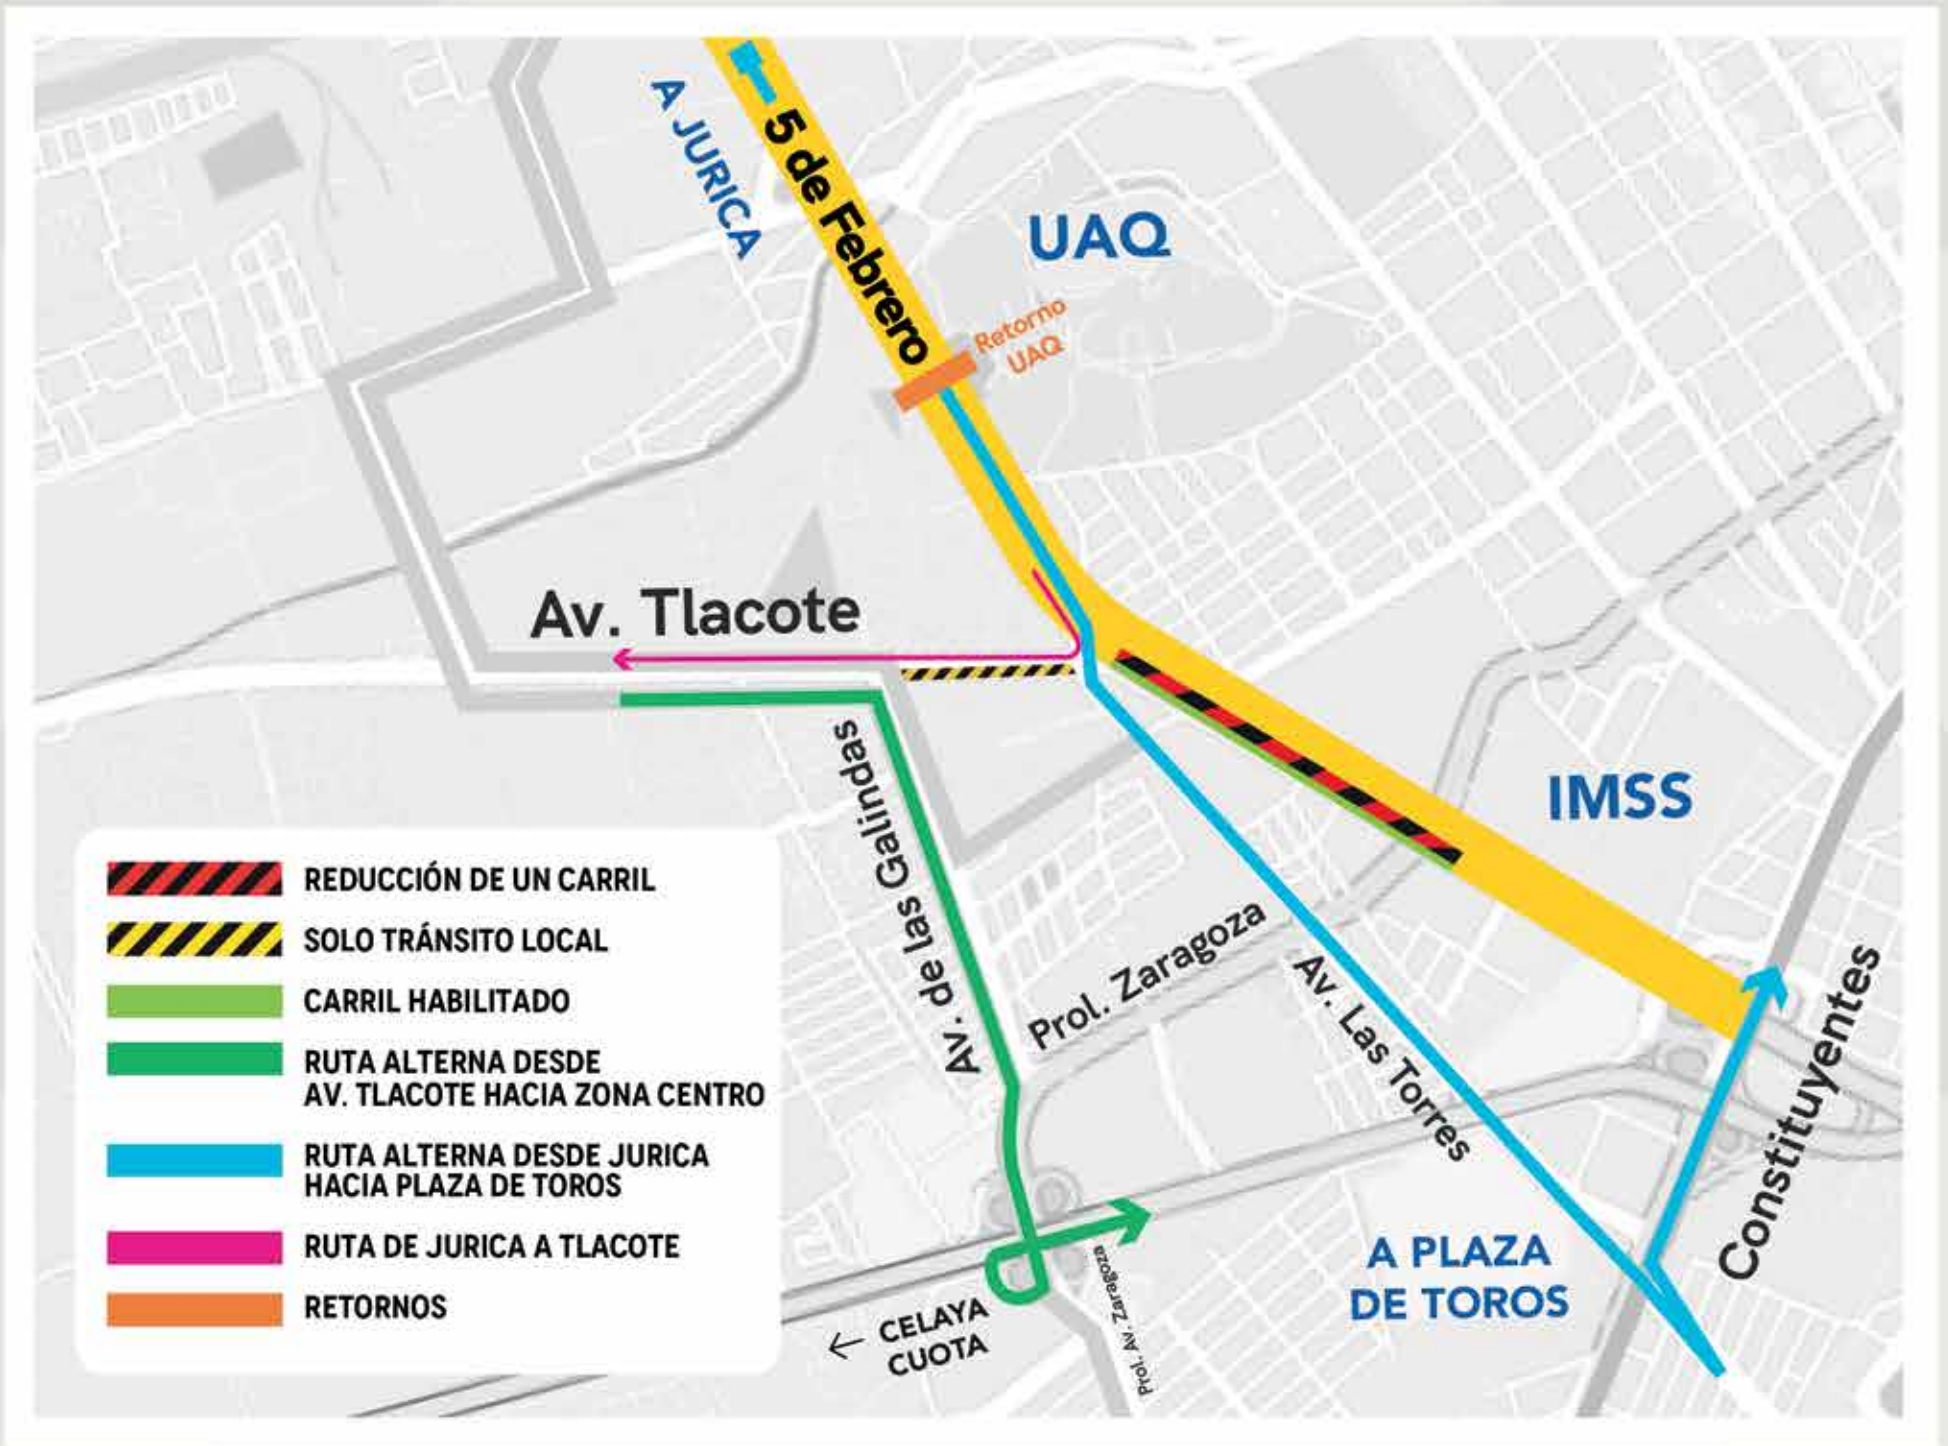 A JURICA
5 de Febrero
UAQ
Retorno
UAQ
Av. Tlacote
IMSS
Av. de las Galindas
Prol. Zaragoza
Av. Las Torres
Constituyentes
A PLAZA
DE TOROS
← CELAYA
CUOTA
Prol. Av. Zaragoza
REDUCCIÓN DE UN CARRIL
SOLO TRÁNSITO LOCAL
CARRIL HABILITADO
RUTA ALTERNA DESDE
AV. TLACOTE HACIA ZONA CENTRO
RUTA ALTERNA DESDE JURICA
HACIA PLAZA DE TOROS
RUTA DE JURICA A TLACOTE
RETORNOS